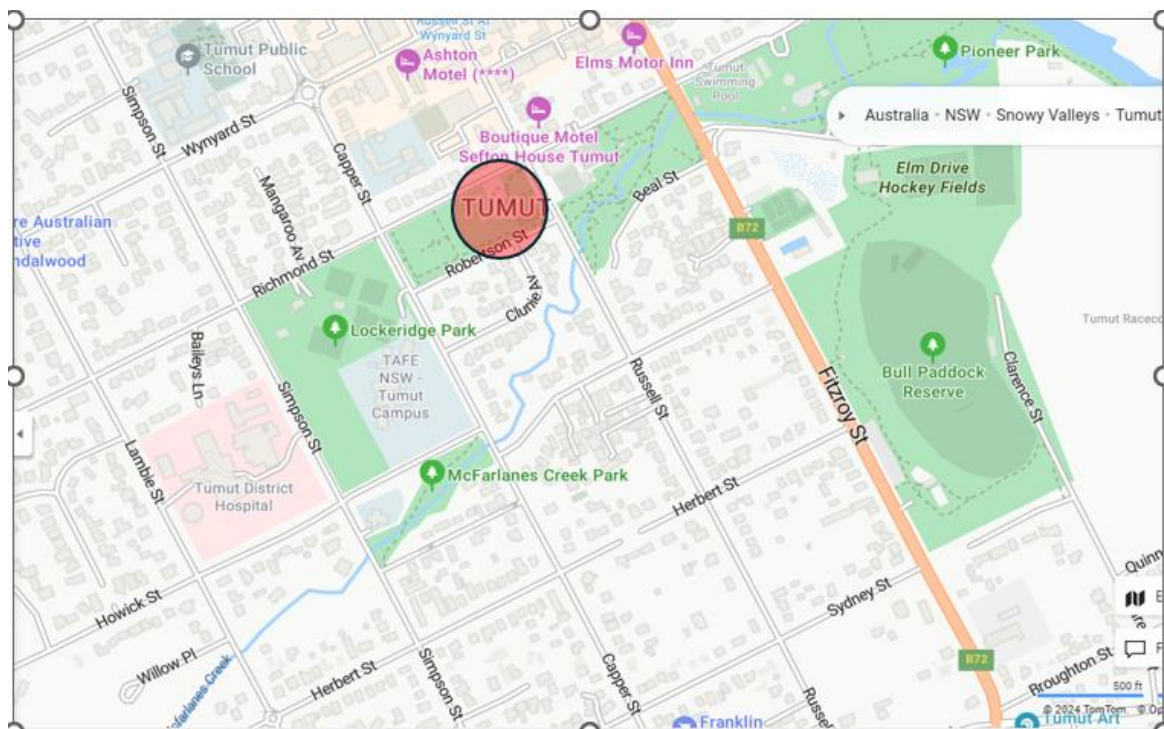 Russell St At
Wynyard St
Tumut Public
School
Ashton
Motel (****)
Elms Motor Inn
Pioneer Park
Tumut
Swimming
Pool
Simpson St
Wynyard St
Capper St
Boutique Motel
Sefton House Tumut
Australia • NSW • Snowy Valleys • Tumut
Elm Drive
Hockey Fields
Mangaroo Av
TUMUT
Beal St
B72
re Australian
tive
ndalwood
Richmond St
Robertson St
Clunie Av
Lockeridge Park
Tumut Raceco
Baileys Ln
TAFE
NSW -
Tumut
Campus
Simpson St
Russell St
Fitzroy St
Bull Paddock
Reserve
Clarence St
Lambie St
McFarlanes Creek Park
Tumut District
Hospital
Herbert St
Howick St
Sydney St
Quinn
Willow Pl
Herbert St
Simpson St
Capper St
B72
Broughton St
500 ft
© 2024 TomTom
Franklin
Tumut Art